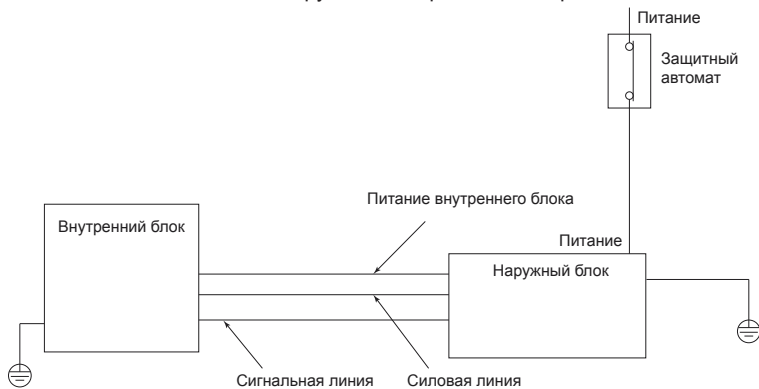 Питание
Защитный
автомат
Питание внутреннего блока
Внутренний блок
Питание
Наружный блок
Сигнальная линия
Силовая линия